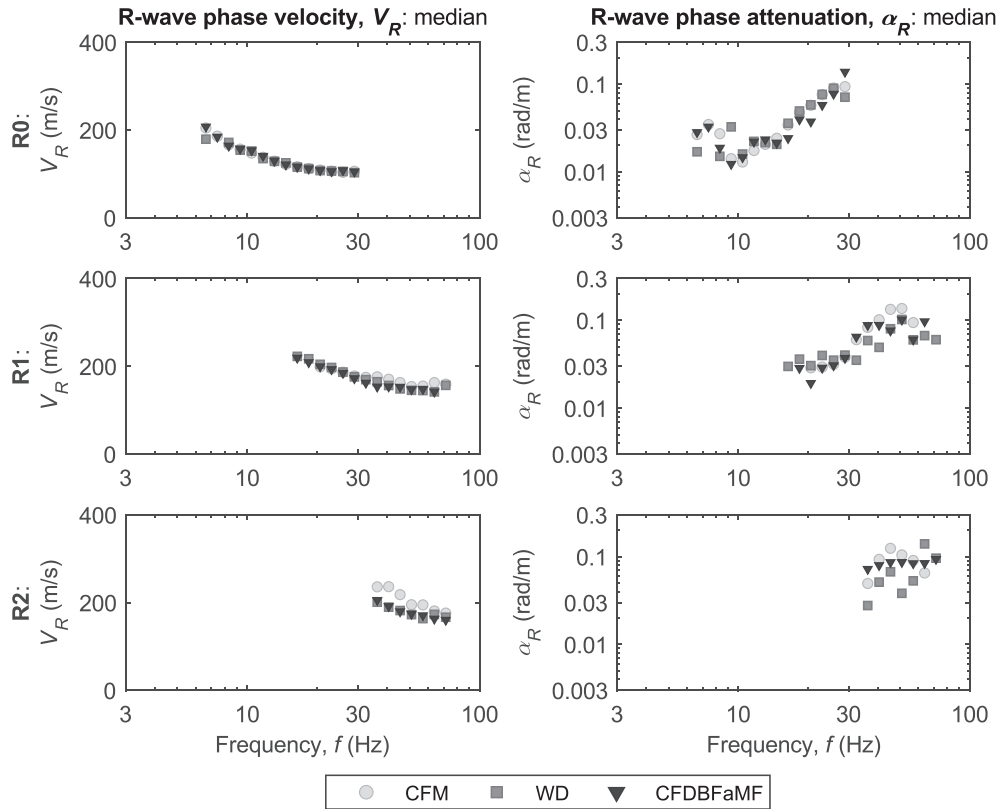 R-wave phase velocity, V_R: median
R-wave phase attenuation, α_R: median
R0:
V_R (m/s)
400
200
0
3 10 30 100
α_R (rad/m)
0.3
0.1
0.03
0.01
0.003
3 10 30 100
R1:
V_R (m/s)
400
200
0
3 10 30 100
α_R (rad/m)
0.3
0.1
0.03
0.01
0.003
3 10 30 100
R2:
V_R (m/s)
400
200
0
3 10 30 100
Frequency, f (Hz)
α_R (rad/m)
0.3
0.1
0.03
0.01
0.003
3 10 30 100
Frequency, f (Hz)
CFM WD CFDBFaMF